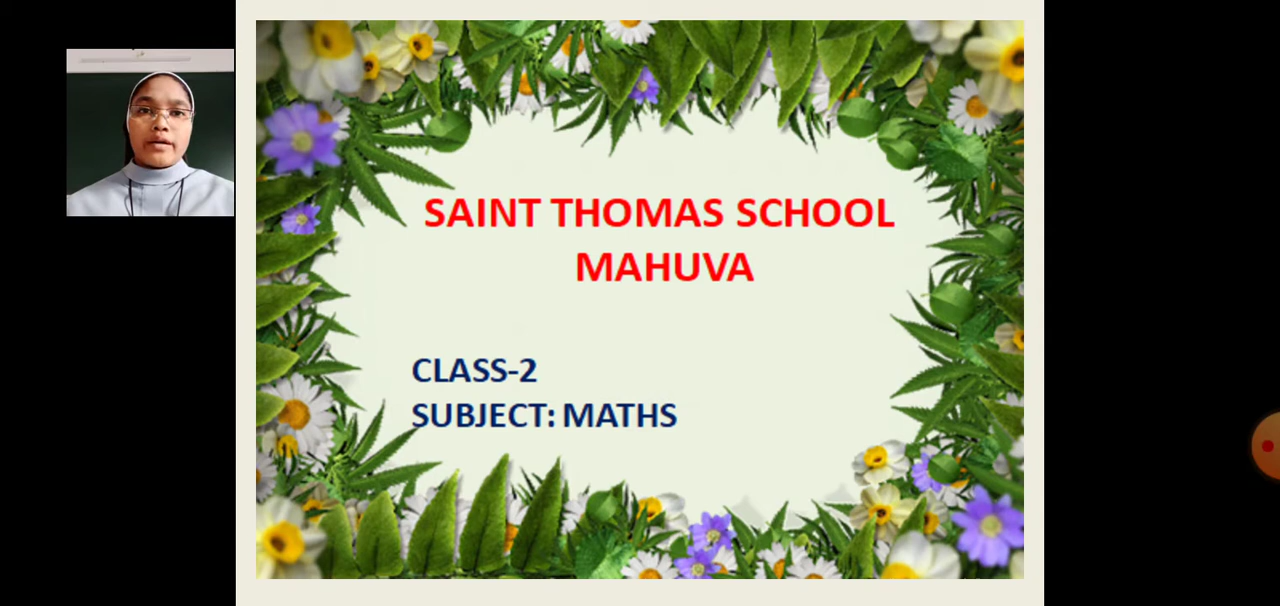 SAINT THOMAS SCHOOL
MAHUVA
CLASS-2
SUBJECT: MATHS